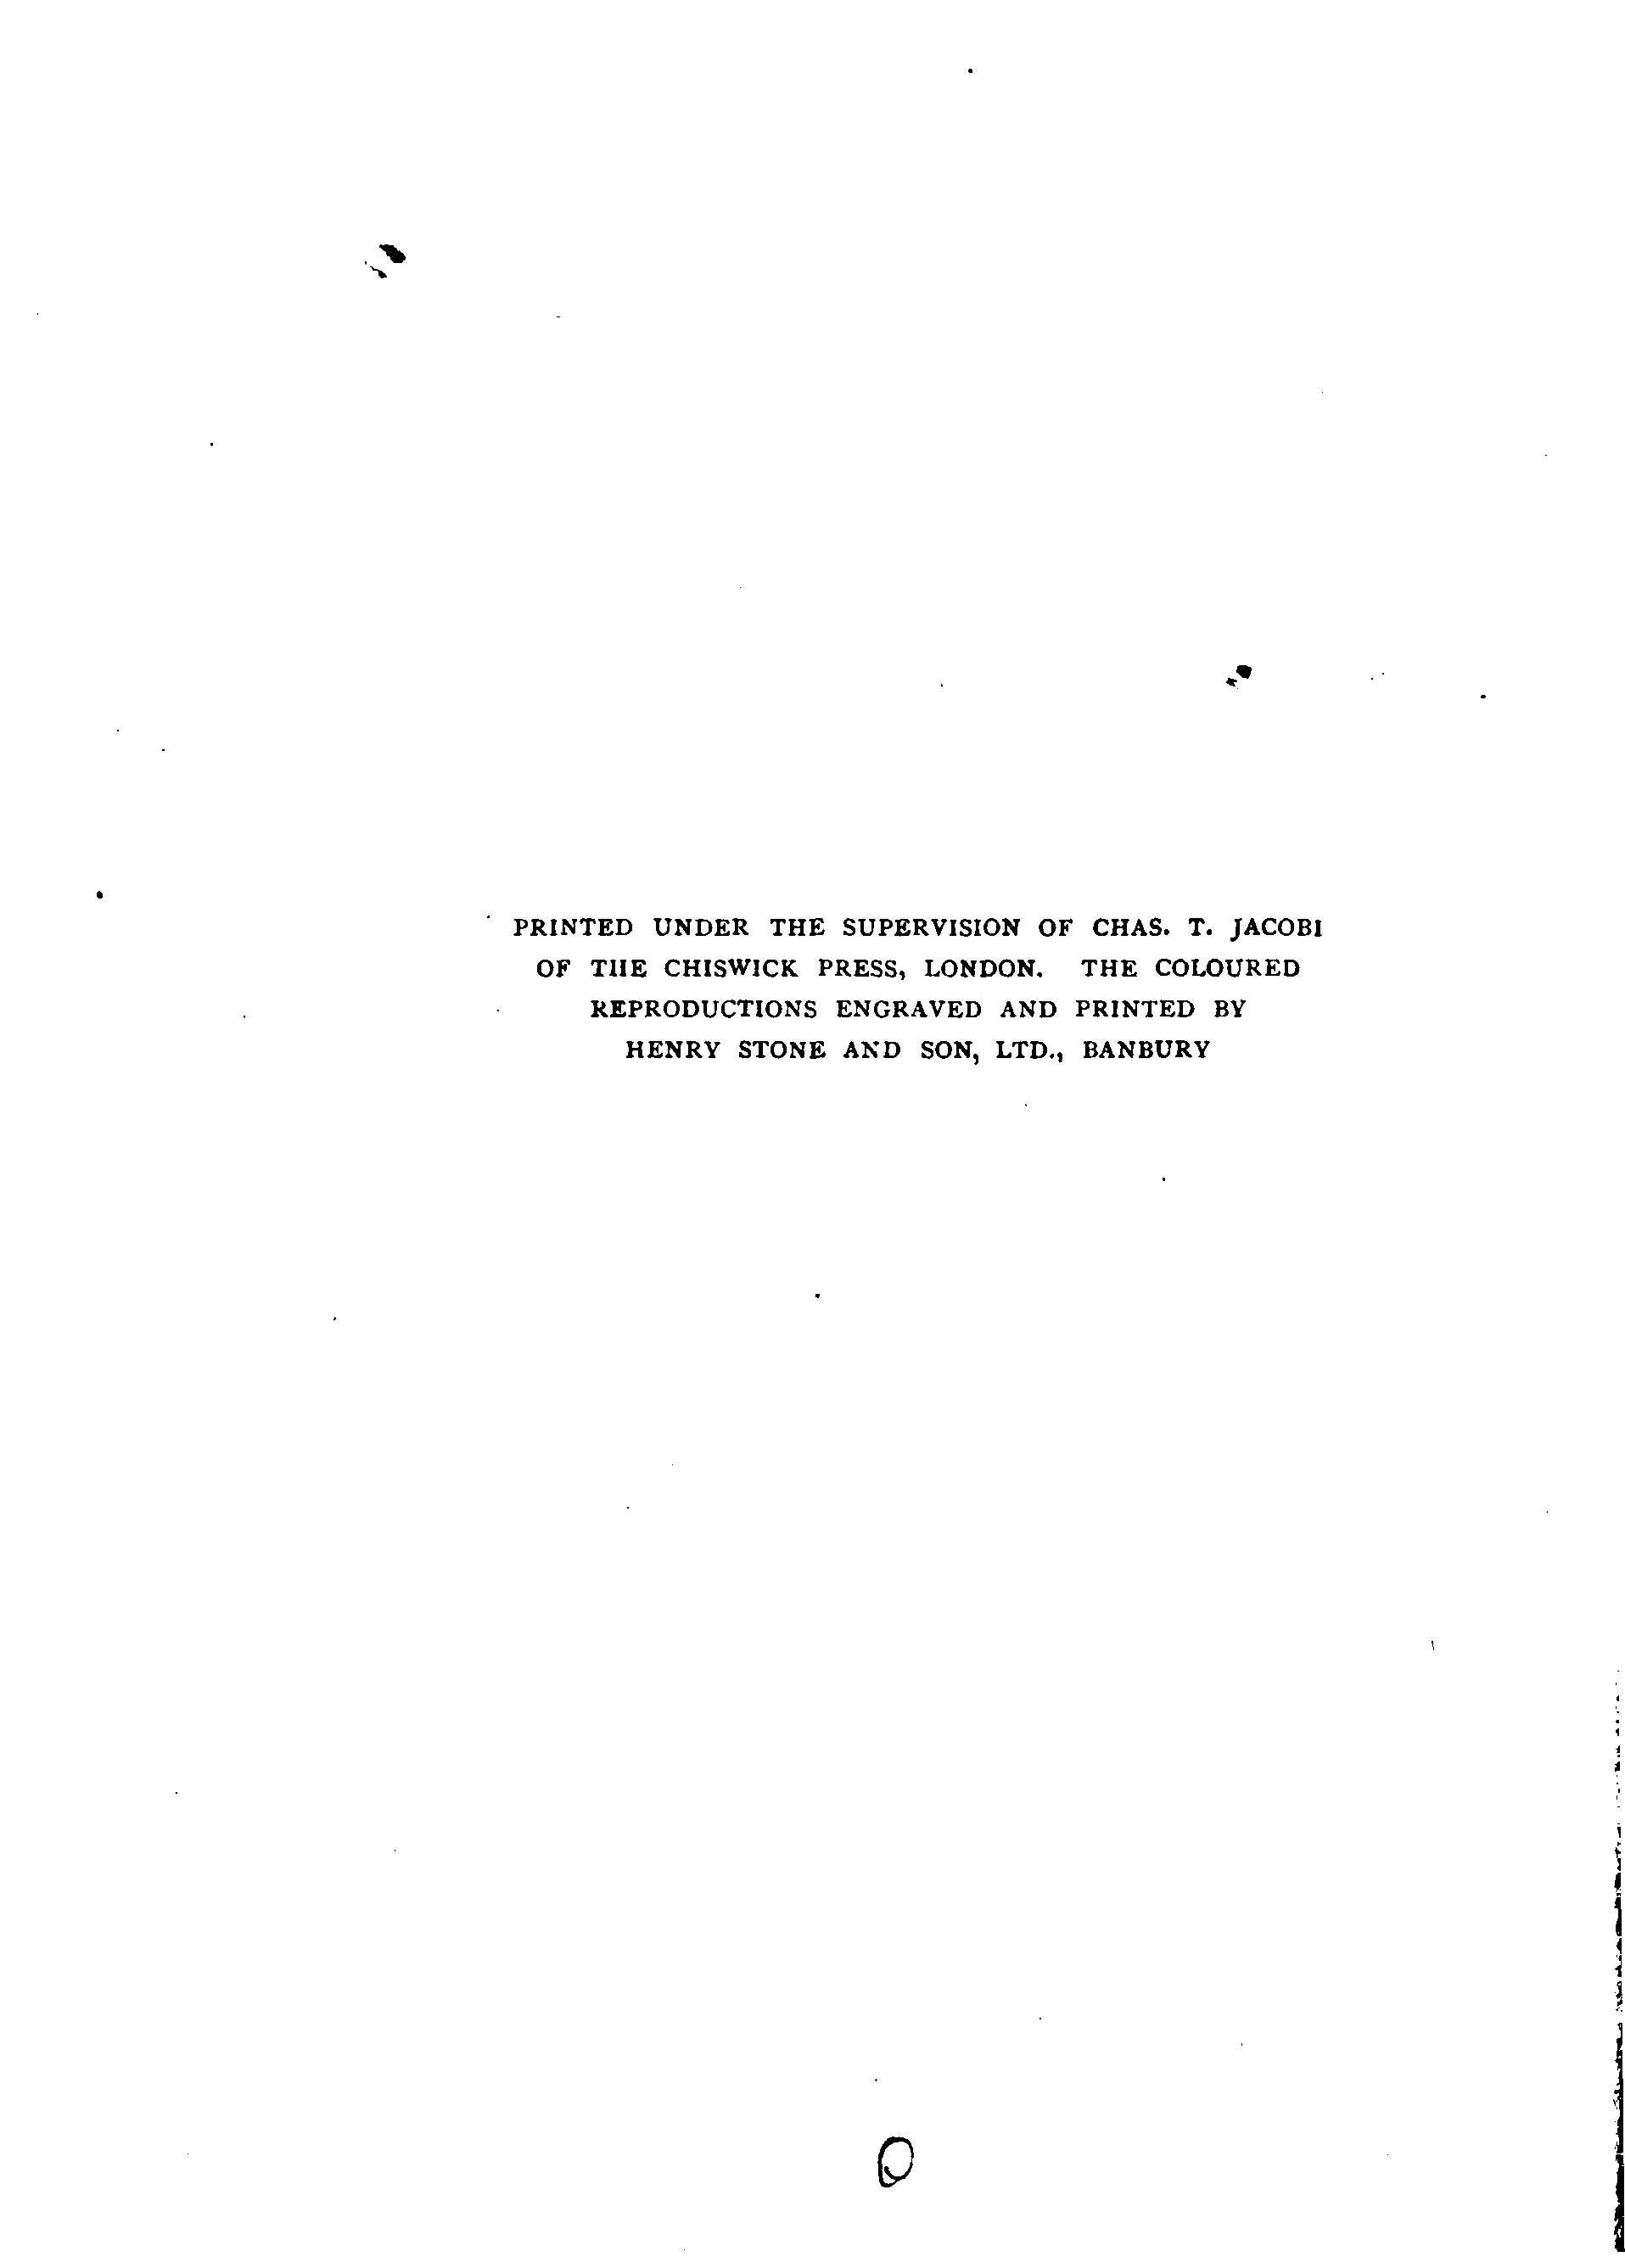 PRINTED UNDER THE SUPERVISION OF CHAS. T. JACOBI
OF THE CHISWICK PRESS, LONDON. THE COLOURED
REPRODUCTIONS ENGRAVED AND PRINTED BY
HENRY STONE AND SON, LTD., BANBURY